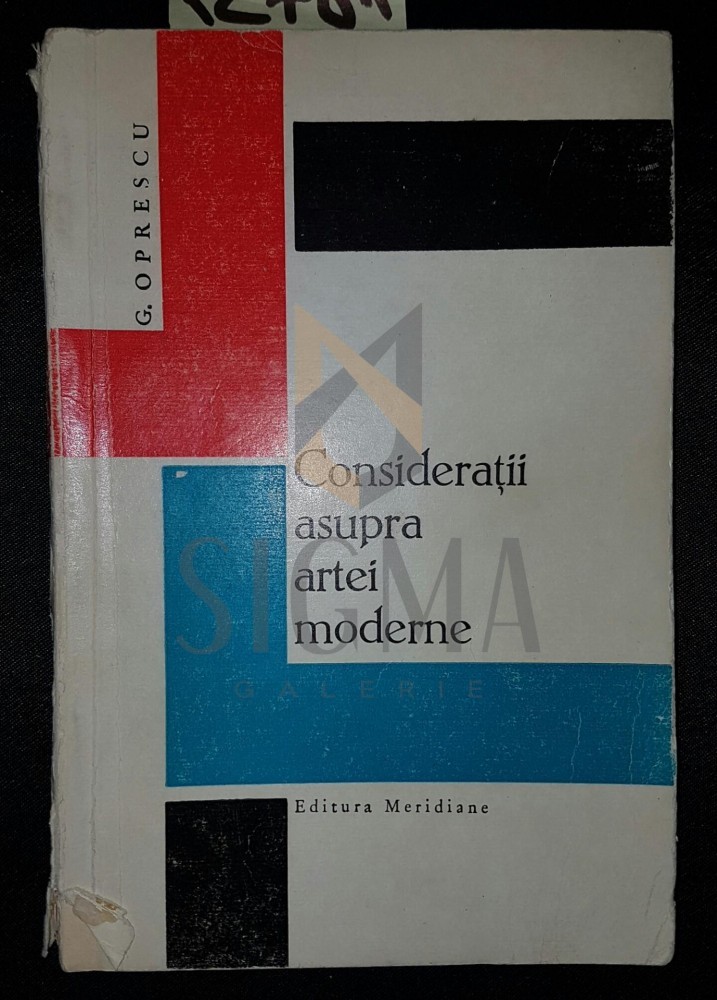 G. OPRESCU
Considerații
asupra
artei
moderne
SIGMA
GALERIE
Editura Meridiane